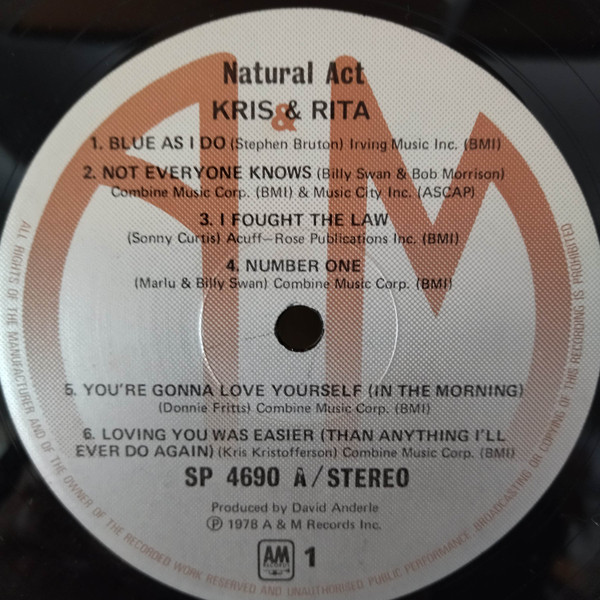 Natural Act
KRIS & RITA
1. BLUE AS I DO (Stephen Bruton) Irving Music Inc. (BMI)
2. NOT EVERYONE KNOWS (Billy Swan & Bob Morrison)
Combine Music Corp. (BMI) & Music City Inc. (ASCAP)
3. I FOUGHT THE LAW
(Sonny Curtis) Acuff-Rose Publications Inc. (BMI)
4. NUMBER ONE
(Marlu & Billy Swan) Combine Music Corp. (BMI)
5. YOU'RE GONNA LOVE YOURSELF (IN THE MORNING)
(Donnie Fritts) Combine Music Corp. (BMI)
6. LOVING YOU WAS EASIER (THAN ANYTHING I'LL
EVER DO AGAIN) (Kris Kristofferson) Combine Music Corp. (BMI)
SP 4690 A/STEREO
Produced by David Anderle
℗ 1978 A & M Records Inc.
AM 1
A&M
ALL RIGHTS OF THE MANUFACTURER AND OF THE OWNER OF THE RECORDED WORK RESERVED AND UNAUTHORISED PUBLIC PERFORMANCE, BROADCASTING OR COPYING OF THIS RECORDING IS PROHIBITED